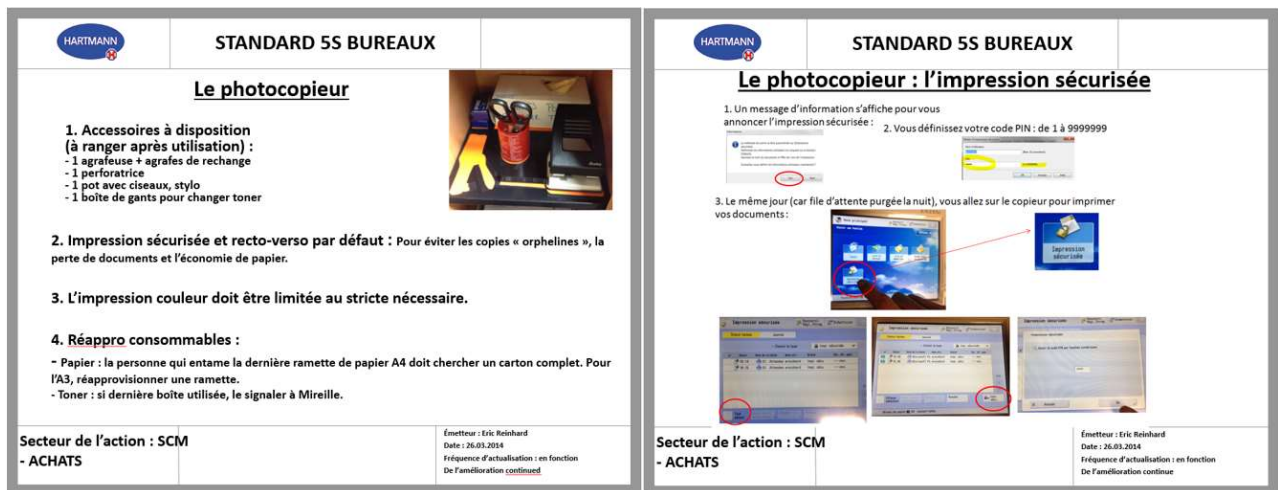 HARTMANN
STANDARD 5S BUREAUX
Le photocopieur
1. Accessoires à disposition
(à ranger après utilisation) :
- 1 agrafeuse + agrafes de rechange
- 1 perforatrice
- 1 pot avec ciseaux, stylo
- 1 boîte de gants pour changer toner
2. Impression sécurisée et recto-verso par défaut : Pour éviter les copies « orphelines », la
perte de documents et l'économie de papier.
3. L'impression couleur doit être limitée au stricte nécessaire.
4. Réappro consommables :
- Papier : la personne qui prend la dernière ramette de papier A4 doit chercher un carton complet. Pour
l'A3, réapprovisionner une ramette.
- Toner : si dernière boîte utilisée, le signaler à Mireille.
Secteur de l'action : SCM
- ACHATS
Émetteur : Eric Reinhard
Date : 26.03.2014
Fréquence d'actualisation : en fonction
De l'amélioration continued
HARTMANN
STANDARD 5S BUREAUX
Le photocopieur : l'impression sécurisée
1. Un message d'information s'affiche pour vous
annoncer l'impression sécurisée :
2. Vous définissez votre code PIN : de 1 à 9999999
3. Le même jour (car file d'attente purgée la nuit), vous allez sur le copieur pour imprimer
vos documents :
Impression
sécurisée
Impression sécurisée
Impression sécurisée
Secteur de l'action : SCM
- ACHATS
Émetteur : Eric Reinhard
Date : 26.03.2014
Fréquence d'actualisation : en fonction
De l'amélioration continue